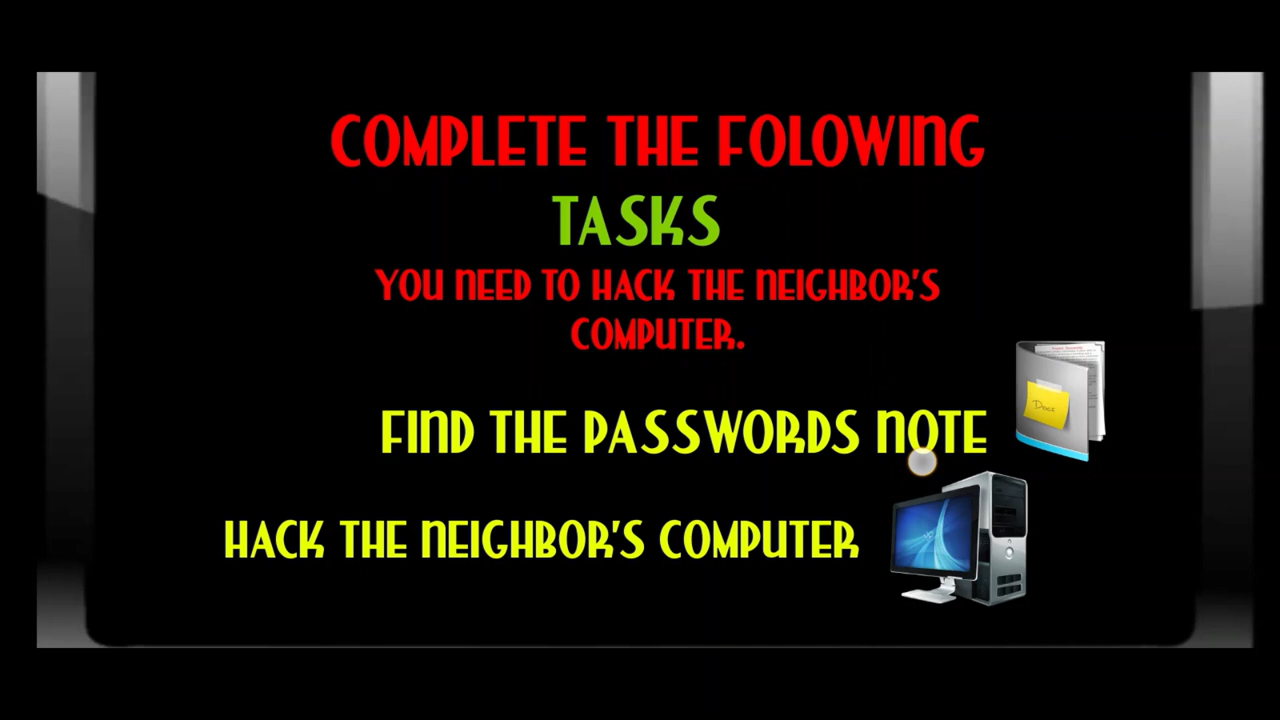 COMPLETE THE FOLOWING
TASKS
YOU NEED TO HACK THE NEIGHBOR'S
COMPUTER.
FIND THE PASSWORDS NOTE
Docs
HACK THE NEIGHBOR'S COMPUTER